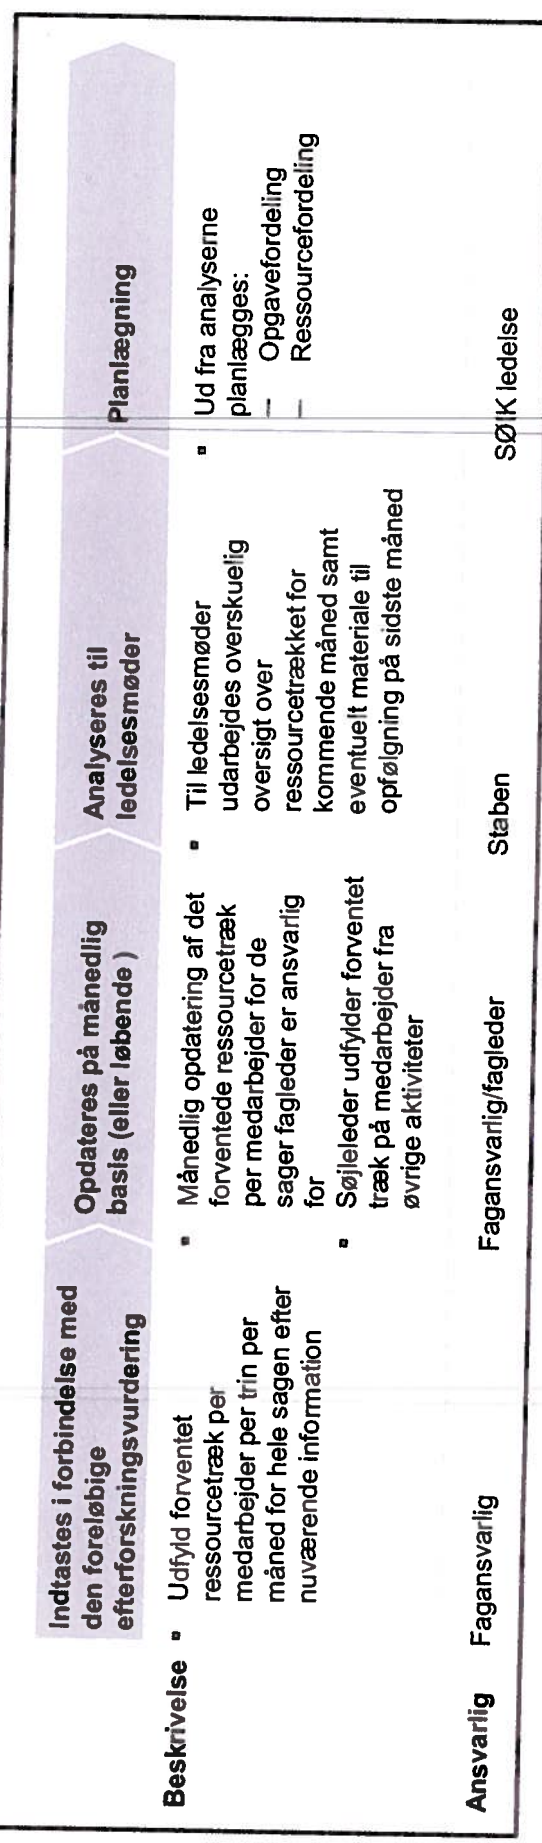 Indtastes i forbindelse med
den foreløbige
efterforskningsvurdering
Opdateres på månedlig
basis (eller løbende )
Analyseres til
ledelsesmøder
Planlægning
Beskrivelse
▪ Udfyld forventet
ressourcetræk per
medarbejder per trin per
måned for hele sagen efter
nuværende information
▪ Månedlig opdatering af det
forventede ressourcetræk
per medarbejder for de
sager fagleder er ansvarlig
for
▪ Søjleleder udfylder forventet
træk på medarbejder fra
øvrige aktiviteter
▪ Til ledelsesmøder
udarbejdes overskuelig
oversigt over
ressourcetrækket for
kommende måned samt
eventuelt materiale til
opfølgning på sidste måned
▪ Ud fra analyserne
planlægges:
— Opgavefordeling
— Ressourcefordeling
Ansvarlig
Fagansvarlig
Fagansvarlig/fagleder
Staben
SØIK ledelse